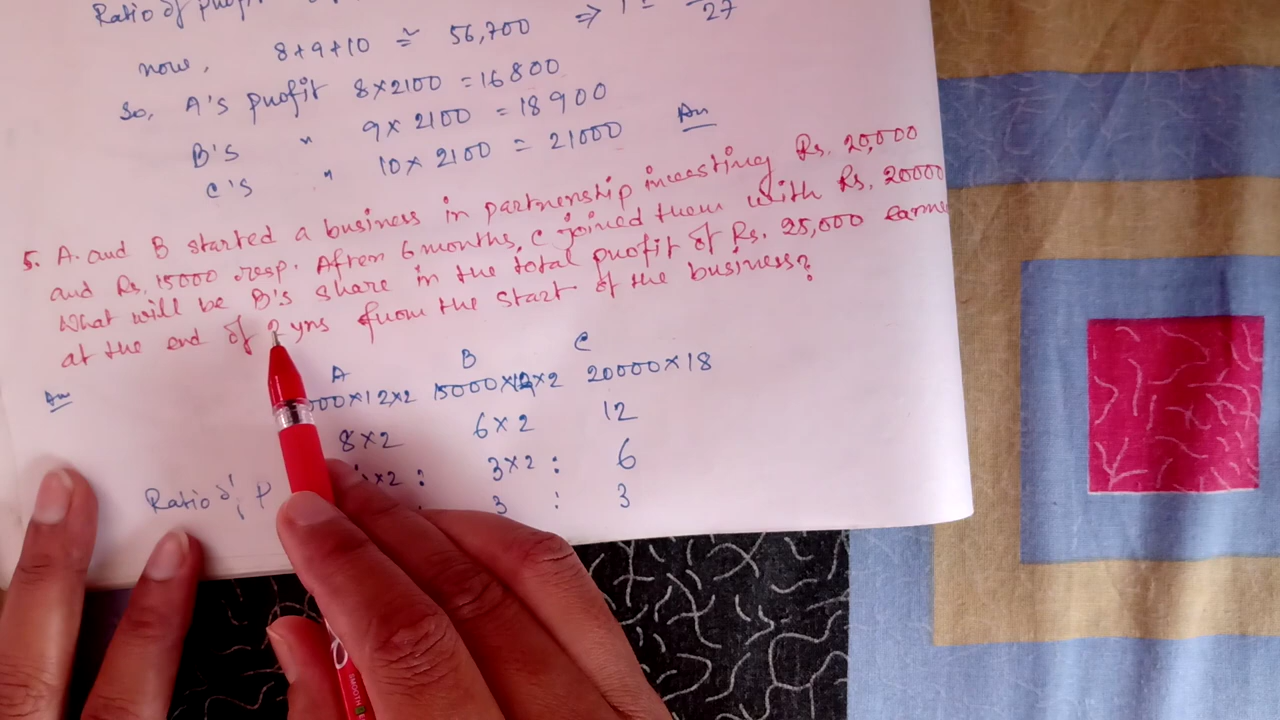 Ratio of profit
now, 8+9+10 ≅ 56,700 ⇒ 27
So, A's profit 8×2100 = 16800
B's " 9×2100 = 18900
C's " 10×2100 = 21000 Ans
5. A and B started a business in partnership investing Rs. 20,000
and Rs. 15000 resp. After 6 months, C joined them with Rs. 20000
What will be B's share in the total profit of Rs. 25,000
at the end of 2 yrs from the start of the business?
Ans A B C
000×12×2 15000×12×2 20000×18
8×2 6×2 12
Ratio of P ×2 : 3×2 : 6
: 3 : 3
SMOOTH